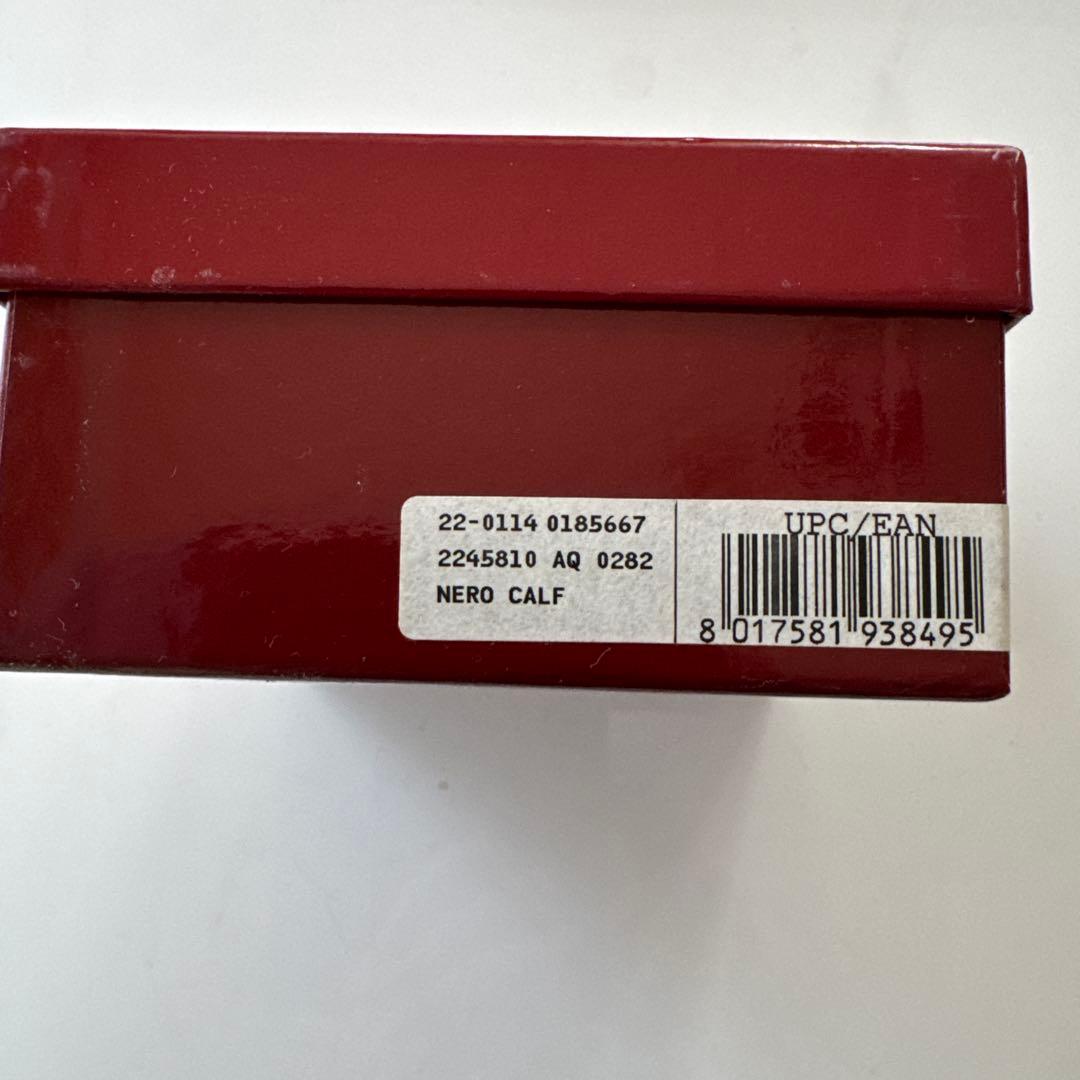 22-0114 0185667
2245810 AQ 0282
NERO CALF
UPC/EAN
8 017581 938495